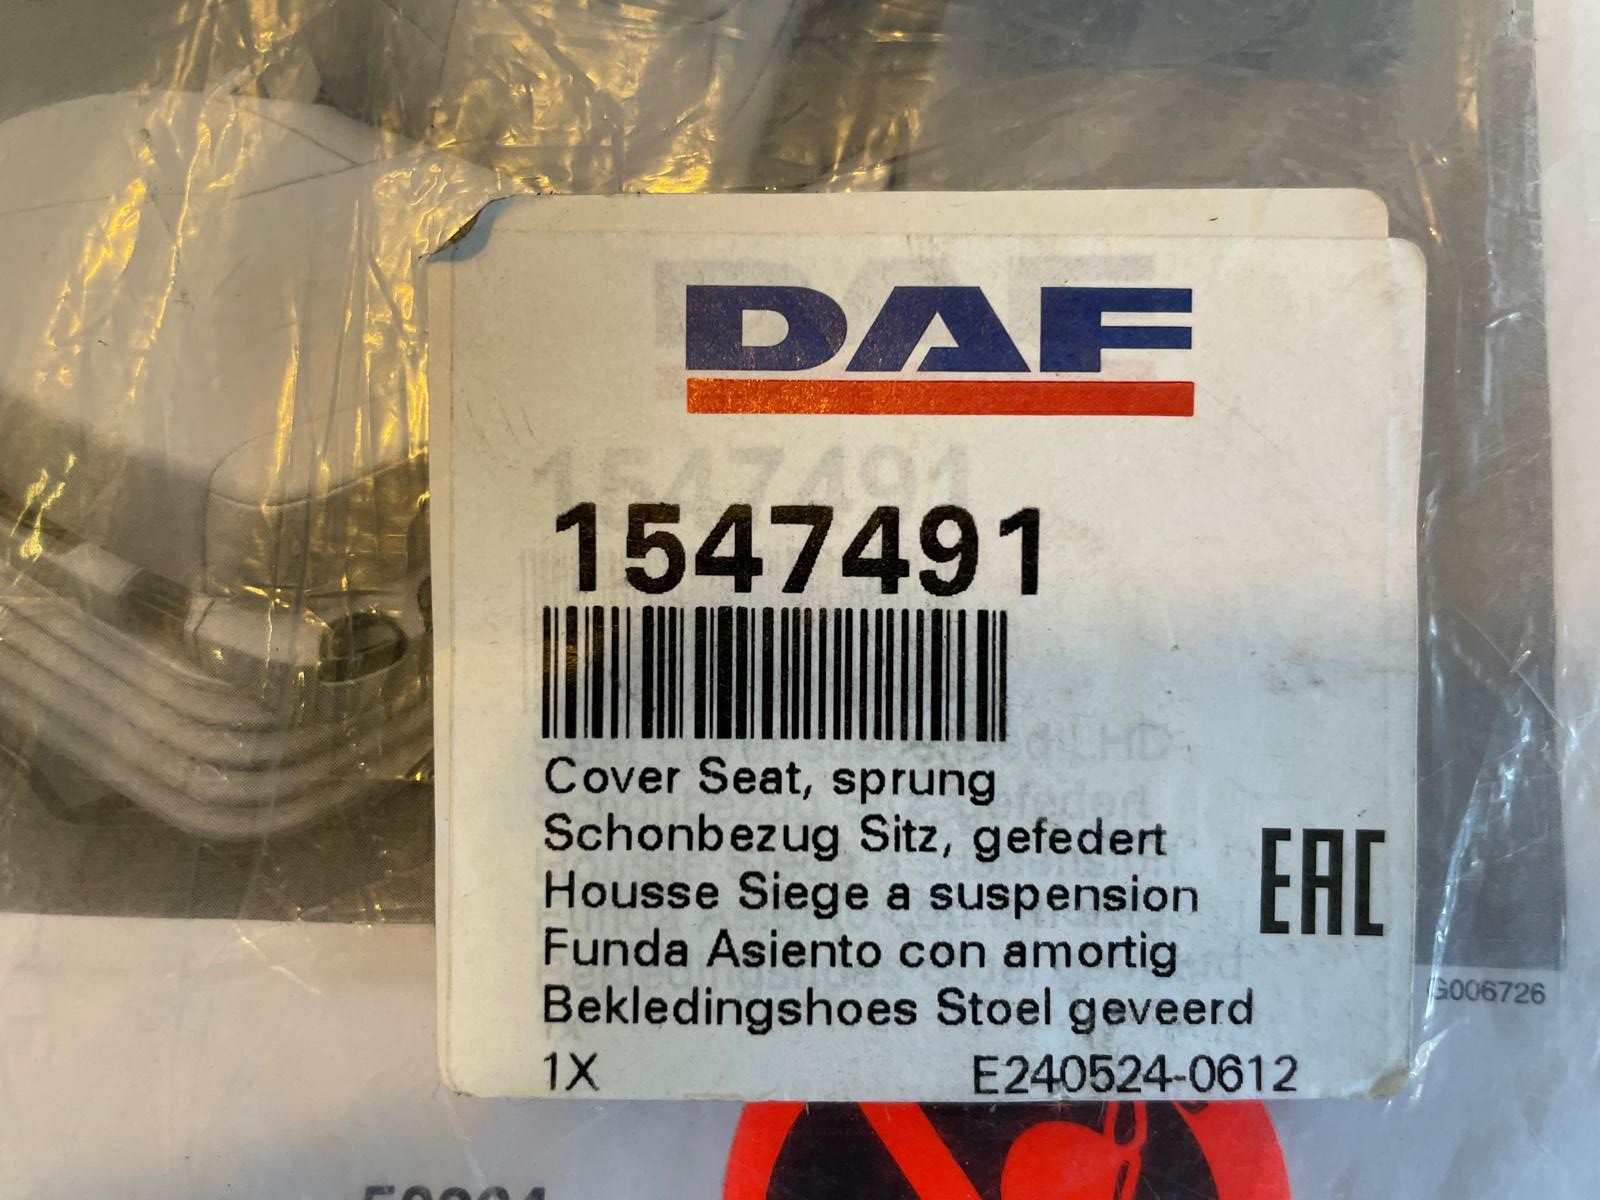 DAF
1547491
Cover Seat, sprung
Schonbezug Sitz, gefedert
Housse Siege a suspension
EAC
Funda Asiento con amortig
Bekledingshoes Stoel geveerd
G006726
1X E240524-0612